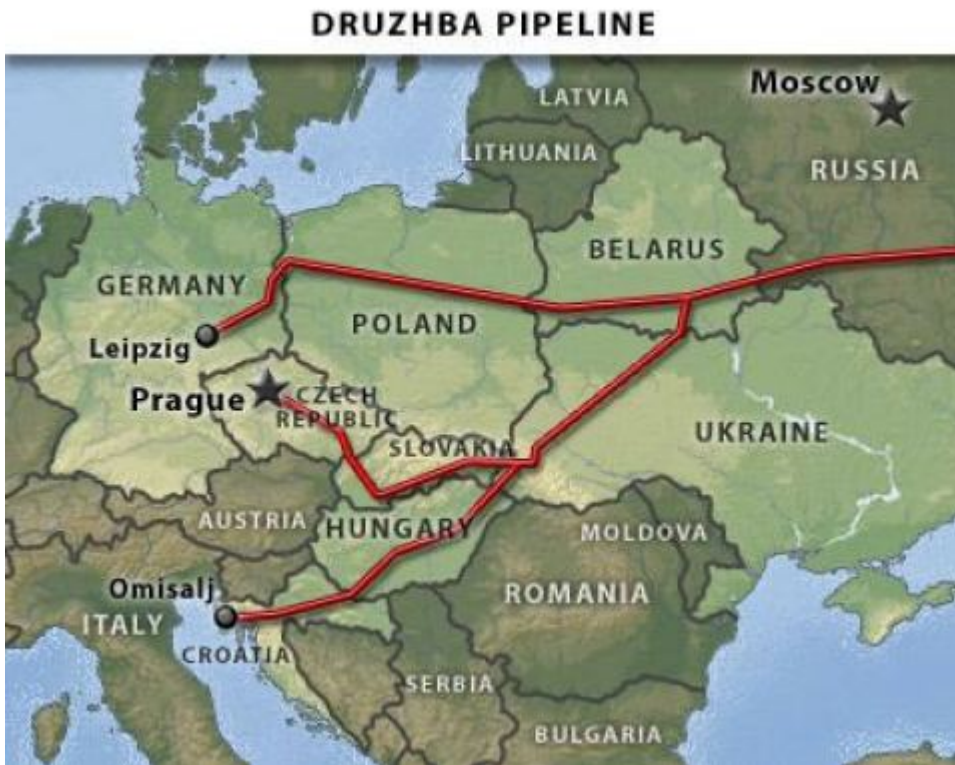 DRUZHBA PIPELINE
Moscow
LATVIA
LITHUANIA
RUSSIA
BELARUS
GERMANY
POLAND
Leipzig
Prague
CZECH
REPUBLIC
UKRAINE
SLOVAKIA
AUSTRIA
HUNGARY
MOLDOVA
Omisalj
ROMANIA
ITALY
CROATIA
SERBIA
BULGARIA